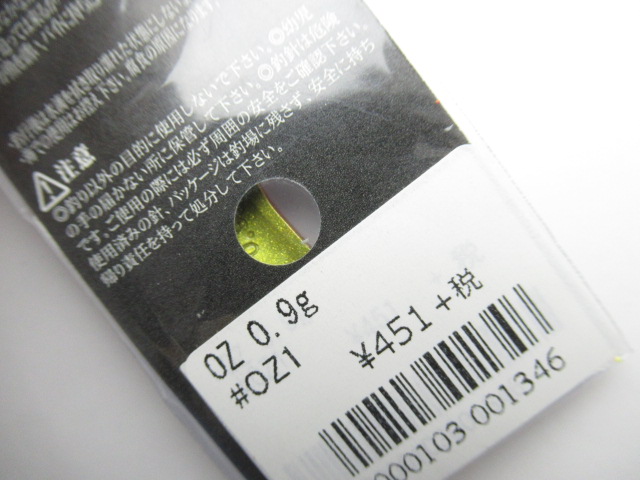 ⚠注意
◎釣り以外の目的に使用しないで下さい。◎幼児
の手の届かない所に保管して下さい。◎釣針は危険
です。ご使用の際には必ず周囲の安全をご確認下さい。
使用済みの針、パッケージは釣場に残さず、安全に持ち
帰り責任を持って処分して下さい。
OZ 0.9g
#OZ1
¥451+税
000103 001346